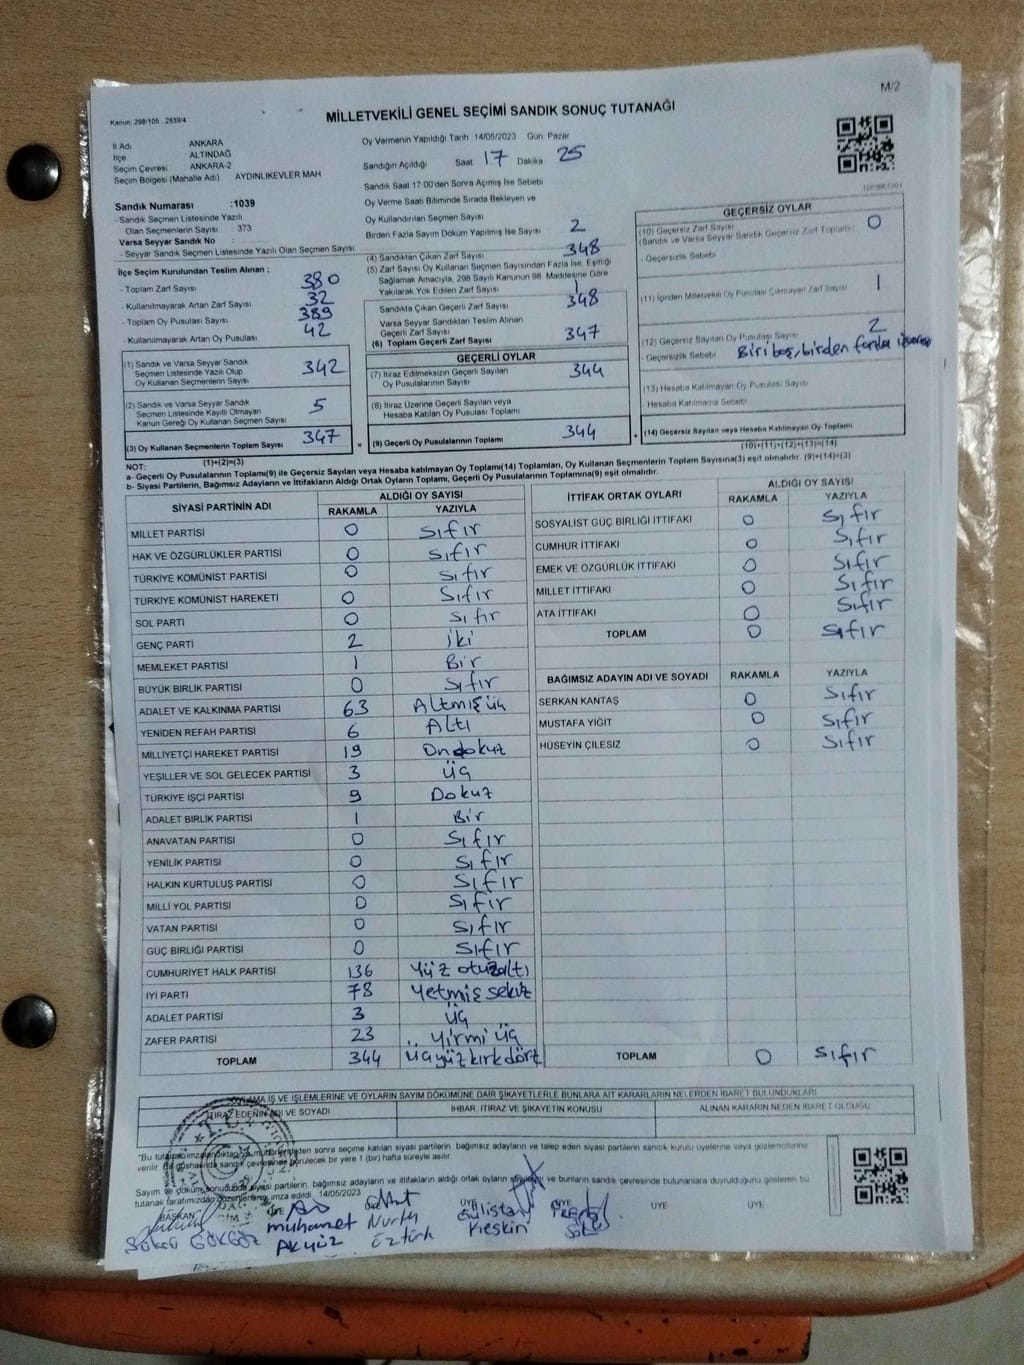 M/2
Kanun: 298/105 , 2839/4
MİLLETVEKİLİ GENEL SEÇİMİ SANDIK SONUÇ TUTANAĞI
İl Adı ANKARA
İlçe ALTINDAĞ
Seçim Çevresi ANKARA-2
Seçim Bölgesi (Mahalle Adı) AYDINLIKEVLER MAH
Oy Vermenin Yapıldığı Tarih 14/05/2023 Gün Pazar
Sandığın Açıldığı Saat 17 Dakika 25
Sandık Saat 17.00'den Sonra Açımış İse Sebebi
Oy Verme Saati Bitiminde Sırada Bekleyen ve
Oy Kullandırılan Seçmen Sayısı
Birden Fazla Sayım Döküm Yapılmış İse Sayısı 2
Sandık Numarası :1039
- Sandık Seçmen Listesinde Yazılı
Olan Seçmenlerin Sayısı 373
Varsa Seyyar Sandık No :
- Seyyar Sandık Seçmen Listesinde Yazılı Olan Seçmen Sayısı
İlçe Seçim Kurulundan Teslim Alınan ;
- Toplam Zarf Sayısı 380
- Kullanılmayarak Artan Zarf Sayısı 32
- Toplam Oy Pusulası Sayısı 389
- Kullanılmayarak Artan Oy Pusulası 42
(1) Sandık ve Varsa Seyyar Sandık
Seçmen Listesinde Yazılı Olup
Oy Kullanan Seçmenlerin Sayısı 342
(2) Sandık ve Varsa Seyyar Sandık
Seçmen Listesinde Kayıtlı Olmayan
Kanun Gereği Oy Kullanan Seçmen Sayısı 5
(3) Oy Kullanan Seçmenlerin Toplam Sayısı 347
(1)+(2)=(3)
(4) Sandıktan Çıkan Zarf Sayısı 348
(5) Zarf Sayısı Oy Kullanan Seçmen Sayısından Fazla İse, Eşitliği
Sağlamak Amacıyla, 298 Sayılı Kanunun 98. Maddesine Göre
Yakılarak Yok Edilen Zarf Sayısı 1
Sandıkta Çıkan Geçerli Zarf Sayısı 348
Varsa Seyyar Sandıktan Teslim Alınan
Geçerli Zarf Sayısı
(6) Toplam Geçerli Zarf Sayısı 347
GEÇERLİ OYLAR
(7) İtiraz Edilmeksizin Geçerli Sayılan
Oy Pusulalarının Sayısı 344
(8) İtiraz Üzerine Geçerli Sayılan veya
Hesaba Katılan Oy Pusulası Toplamı
= (9) Geçerli Oy Pusulalarının Toplamı 344 +
GEÇERSİZ OYLAR
(10) Geçersiz Zarf Sayısı 0
(Sandık ve Varsa Seyyar Sandık Geçersiz Zarf Toplamı)
- Geçersizlik Sebebi
(11) İçinden Milletvekili Oy Pusulası Çıkmayan Zarf Sayısı 1
(12) Geçersiz Sayılan Oy Pusulası Sayısı 2
- Geçersizlik Sebebi Biri boş, birden fazla
(13) Hesaba Katılmayan Oy Pusulası Sayısı
- Hesaba Katılmama Sebebi
(14) Geçersiz Sayılan veya Hesaba Katılmayan Oy Toplamı
(10)+(11)+(12)+(13)=(14)
NOT:
a- Geçerli Oy Pusulalarının Toplamı(9) ile Geçersiz Sayılan veya Hesaba katılmayan Oy Toplamı(14) Toplamları, Oy Kullanan Seçmenlerin Toplam Sayısına(3) eşit olmalıdır. (9)+(14)=(3)
b- Siyasi Partilerin, Bağımsız Adayların ve İttifakların Aldığı Ortak Oyların Toplamı, Geçerli Oy Pusulalarının Toplamına(9) eşit olmalıdır.
SİYASİ PARTİNİN ADI ALDIĞI OY SAYISI
RAKAMLA YAZIYLA
MİLLET PARTİSİ 0 sıfır
HAK VE ÖZGÜRLÜKLER PARTİSİ 0 sıfır
TÜRKİYE KOMÜNİST PARTİSİ 0 sıfır
TÜRKİYE KOMÜNİST HAREKETİ 0 sıfır
SOL PARTİ 0 sıfır
GENÇ PARTİ 2 iki
MEMLEKET PARTİSİ 1 Bir
BÜYÜK BİRLİK PARTİSİ 0 sıfır
ADALET VE KALKINMA PARTİSİ 63 Altmış üç
YENİDEN REFAH PARTİSİ 6 Altı
MİLLİYETÇİ HAREKET PARTİSİ 19 Ondokuz
YEŞİLLER VE SOL GELECEK PARTİSİ 3 üç
TÜRKİYE İŞÇİ PARTİSİ 9 Dokuz
ADALET BİRLİK PARTİSİ 1 Bir
ANAVATAN PARTİSİ 0 sıfır
YENİLİK PARTİSİ 0 sıfır
HALKIN KURTULUŞ PARTİSİ 0 sıfır
MİLLİ YOL PARTİSİ 0 sıfır
VATAN PARTİSİ 0 sıfır
GÜÇ BİRLİĞİ PARTİSİ 0 sıfır
CUMHURİYET HALK PARTİSİ 136 Yüz otuzaltı
İYİ PARTİ 78 Yetmiş sekiz
ADALET PARTİSİ 3 üç
ZAFER PARTİSİ 23 Yirmi üç
TOPLAM 344 üçyüz kırkdört
İTTİFAK ORTAK OYLARI ALDIĞI OY SAYISI
RAKAMLA YAZIYLA
SOSYALİST GÜÇ BİRLİĞİ İTTİFAKI 0 sıfır
CUMHUR İTTİFAKI 0 sıfır
EMEK VE ÖZGÜRLÜK İTTİFAKI 0 sıfır
MİLLET İTTİFAKI 0 sıfır
ATA İTTİFAKI 0 sıfır
TOPLAM 0 sıfır
BAĞIMSIZ ADAYIN ADI VE SOYADI RAKAMLA YAZIYLA
SERKAN KANTAŞ 0 sıfır
MUSTAFA YİĞİT 0 sıfır
HÜSEYİN ÇİLESİZ 0 sıfır
TOPLAM 0 sıfır
OYLAMA İŞ VE İŞLEMLERİNE VE OYLARIN SAYIM DÖKÜMÜNE DAİR ŞİKAYETLERLE BUNLARA AİT KARARLARIN NELERDEN İBARET BULUNDUKLARI
İTİRAZ EDENİN ADI VE SOYADI İHBAR, İTİRAZ VE ŞİKAYETİN KONUSU ALINAN KARARIN NEDEN İBARET OLDUĞU
sonra seçime katılan siyasi partilerin, bağımsız adayların ve talep eden siyasi partilerin sandık kurulu üyelerine veya gözlemcilerine
bir yere 1 (bir) hafta süreyle asılır.
Sayım ve döküm siyasi partilerin, bağımsız adayların ve ittifakların aldığı ortak oyların ve bunların sandık çevresinde bulunanlara duyrulduğunu gösteren bu
tutanak tarafımızdan düzenlenerek imza edildi. 14/05/2023
BAŞKAN ÜYE ÜYE ÜYE ÜYE ÜYE
muhamet Akyüz
Nurten Öztürk
Gülistan Keskin